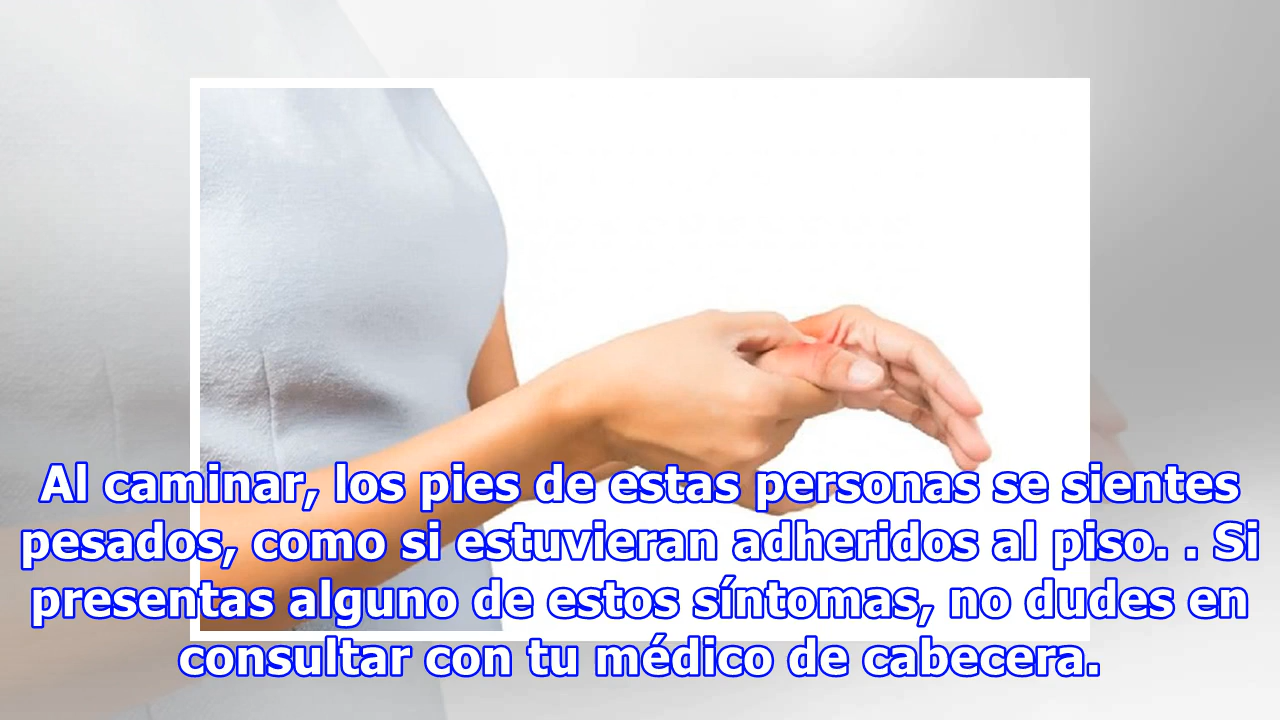 Al caminar, los pies de estas personas se sientes
pesados, como si estuvieran adheridos al piso. . Si
presentas alguno de estos síntomas, no dudes en
consultar con tu médico de cabecera.